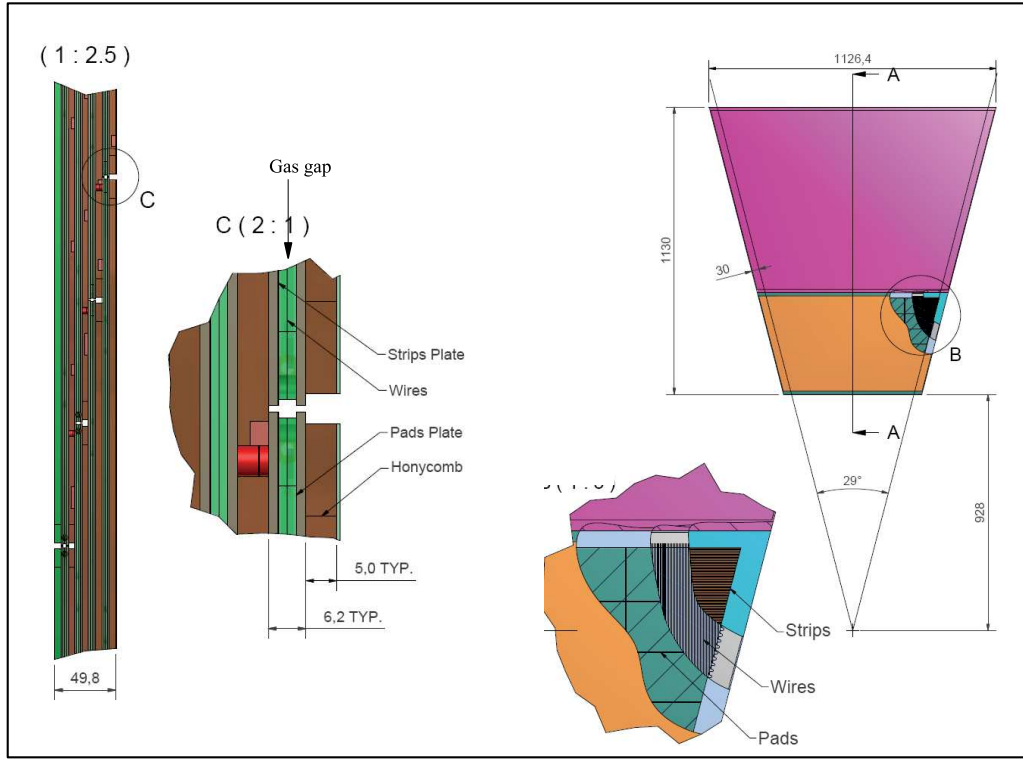 ( 1 : 2.5 )
C
49,8
Gas gap
C ( 2 : 1 )
Strips Plate
Wires
Pads Plate
Honycomb
5,0 TYP.
6,2 TYP.
1126,4
A
1130
30
B
A
29°
928
Strips
Wires
Pads